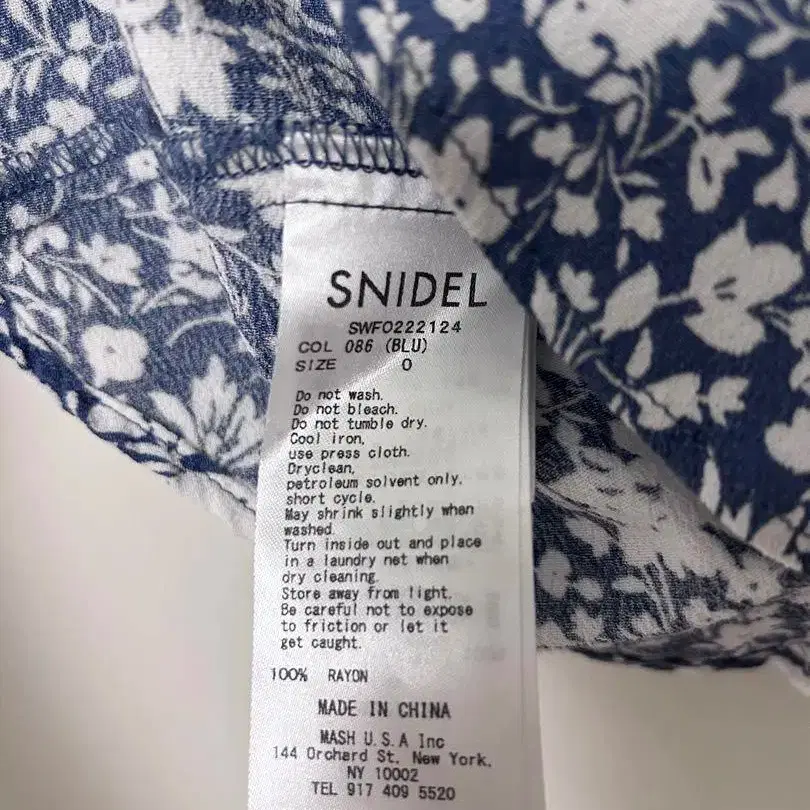 SNIDEL
SWFO222124
COL 086 (BLU)
SIZE 0
Do not wash.
Do not bleach.
Do not tumble dry.
Cool iron,
use press cloth.
Dryclean,
petroleum solvent only,
short cycle.
May shrink slightly when
washed.
Turn inside out and place
in a laundry net when
dry cleaning.
Store away from light.
Be careful not to expose
to friction or let it
get caught.
100% RAYON
MADE IN CHINA
MASH U.S.A Inc
144 Orchard St. New York,
NY 10002
TEL 917 409 5520